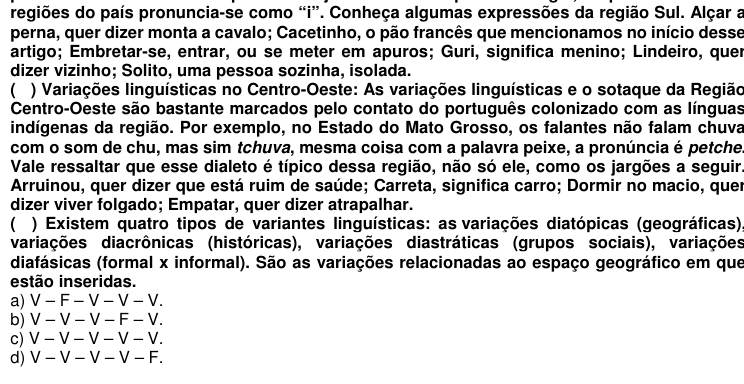 regiões do país pronuncia-se como “i”. Conheça algumas expressões da região Sul. Alçar a
perna, quer dizer monta a cavalo; Cacetinho, o pão francês que mencionamos no início desse
artigo; Embretar-se, entrar, ou se meter em apuros; Guri, significa menino; Lindeiro, quer
dizer vizinho; Solito, uma pessoa sozinha, isolada.
( ) Variações linguísticas no Centro-Oeste: As variações linguísticas e o sotaque da Região
Centro-Oeste são bastante marcados pelo contato do português colonizado com as línguas
indígenas da região. Por exemplo, no Estado do Mato Grosso, os falantes não falam chuva
com o som de chu, mas sim tchuva, mesma coisa com a palavra peixe, a pronúncia é petche.
Vale ressaltar que esse dialeto é típico dessa região, não só ele, como os jargões a seguir.
Arruinou, quer dizer que está ruim de saúde; Carreta, significa carro; Dormir no macio, quer
dizer viver folgado; Empatar, quer dizer atrapalhar.
( ) Existem quatro tipos de variantes linguísticas: as variações diatópicas (geográficas),
variações diacrônicas (históricas), variações diastráticas (grupos sociais), variações
diafásicas (formal x informal). São as variações relacionadas ao espaço geográfico em que
estão inseridas.
a) V – F – V – V – V.
b) V – V – V – F – V.
c) V – V – V – V – V.
d) V – V – V – V – F.